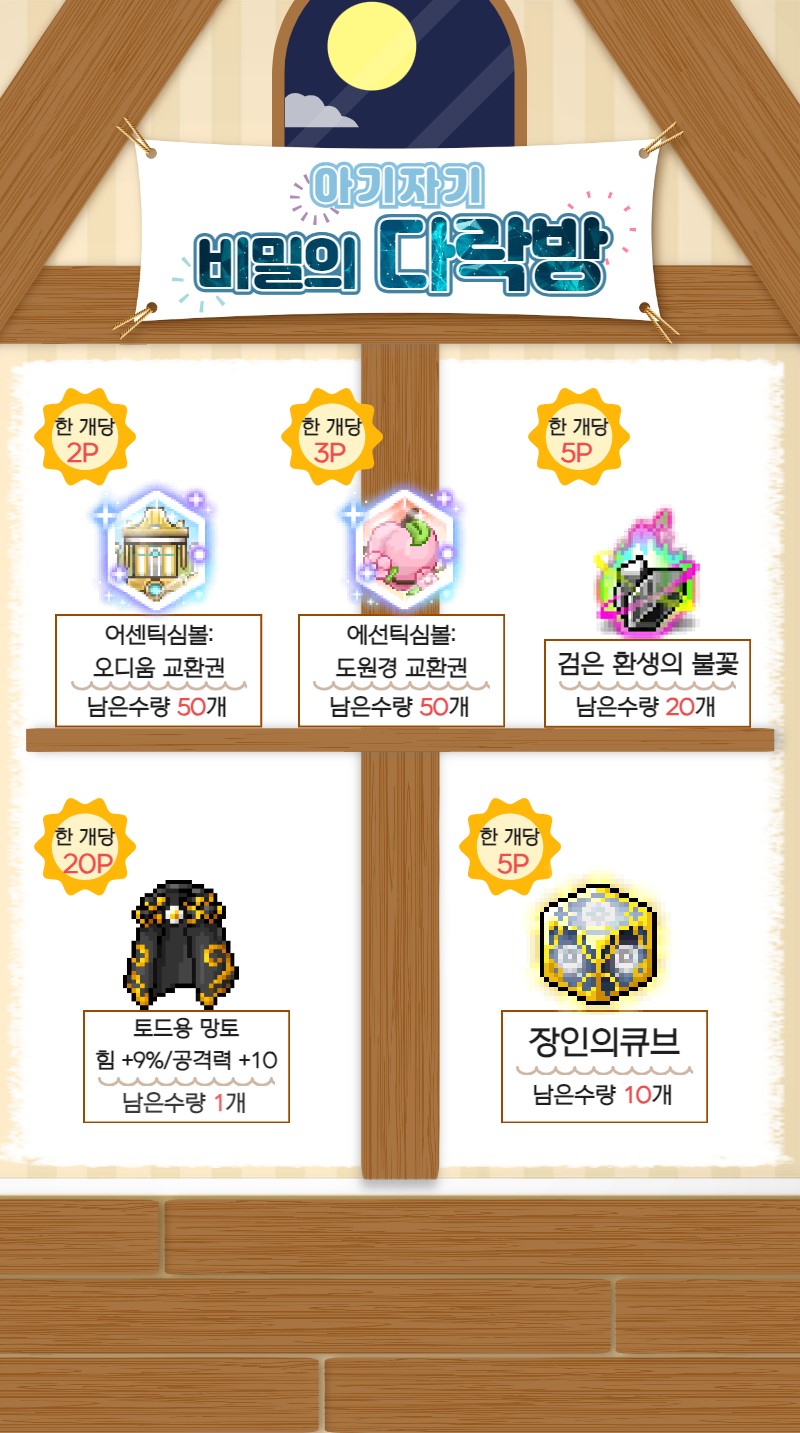 아기자기
비밀의 다락방
한 개당
2P
어센틱심볼:
오디움 교환권
남은수량 50개
한 개당
3P
에선틱심볼:
도원경 교환권
남은수량 50개
한 개당
5P
검은 환생의 불꽃
남은수량 20개
한 개당
20P
토드용 망토
힘 +9%/공격력 +10
남은수량 1개
한 개당
5P
장인의큐브
남은수량 10개